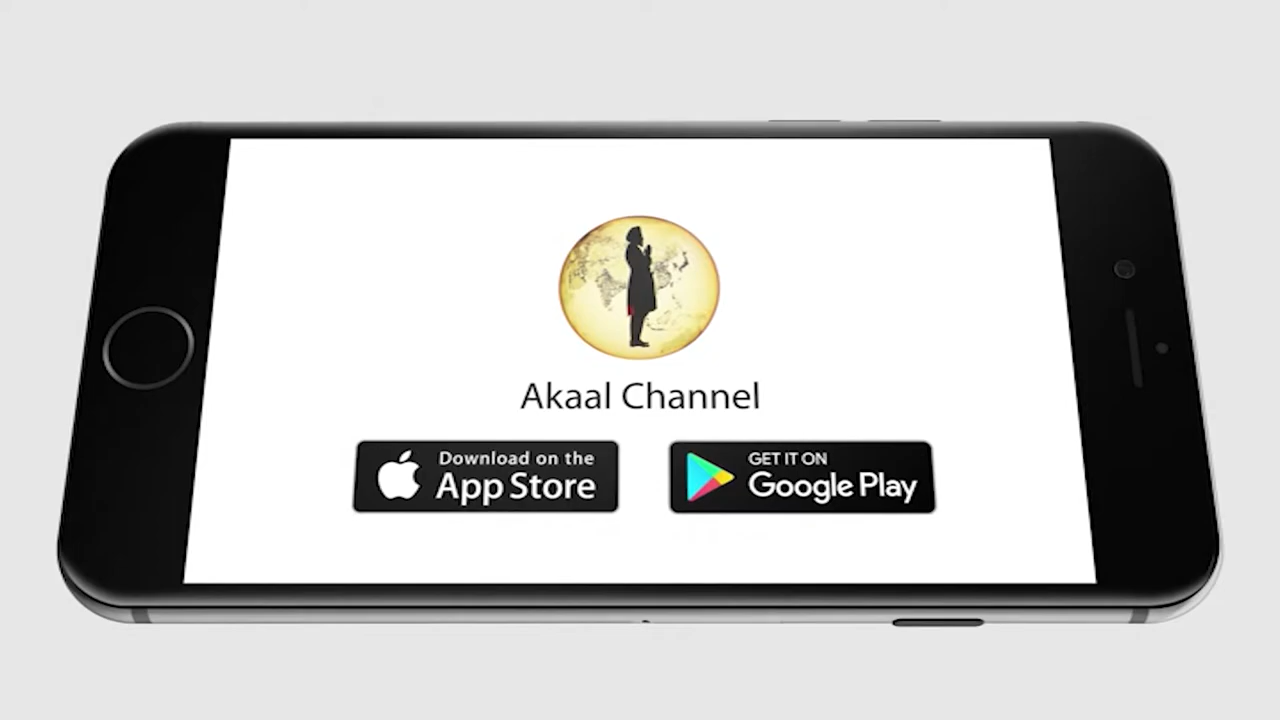 Akaal Channel
Download on the
App Store
GET IT ON
Google Play